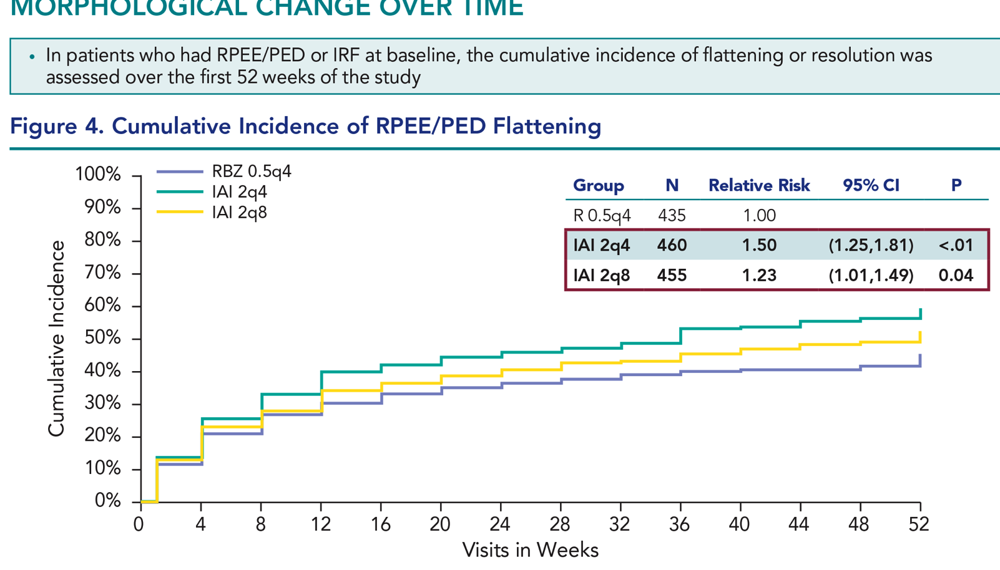 MORPHOLOGICAL CHANGE OVER TIME
• In patients who had RPEE/PED or IRF at baseline, the cumulative incidence of flattening or resolution was
assessed over the first 52 weeks of the study
Figure 4. Cumulative Incidence of RPEE/PED Flattening
RBZ 0.5q4
IAI 2q4
IAI 2q8
Group N Relative Risk 95% CI P
R 0.5q4 435 1.00
IAI 2q4 460 1.50 (1.25,1.81) <.01
IAI 2q8 455 1.23 (1.01,1.49) 0.04
Cumulative Incidence
100%
90%
80%
70%
60%
50%
40%
30%
20%
10%
0%
0 4 8 12 16 20 24 28 32 36 40 44 48 52
Visits in Weeks